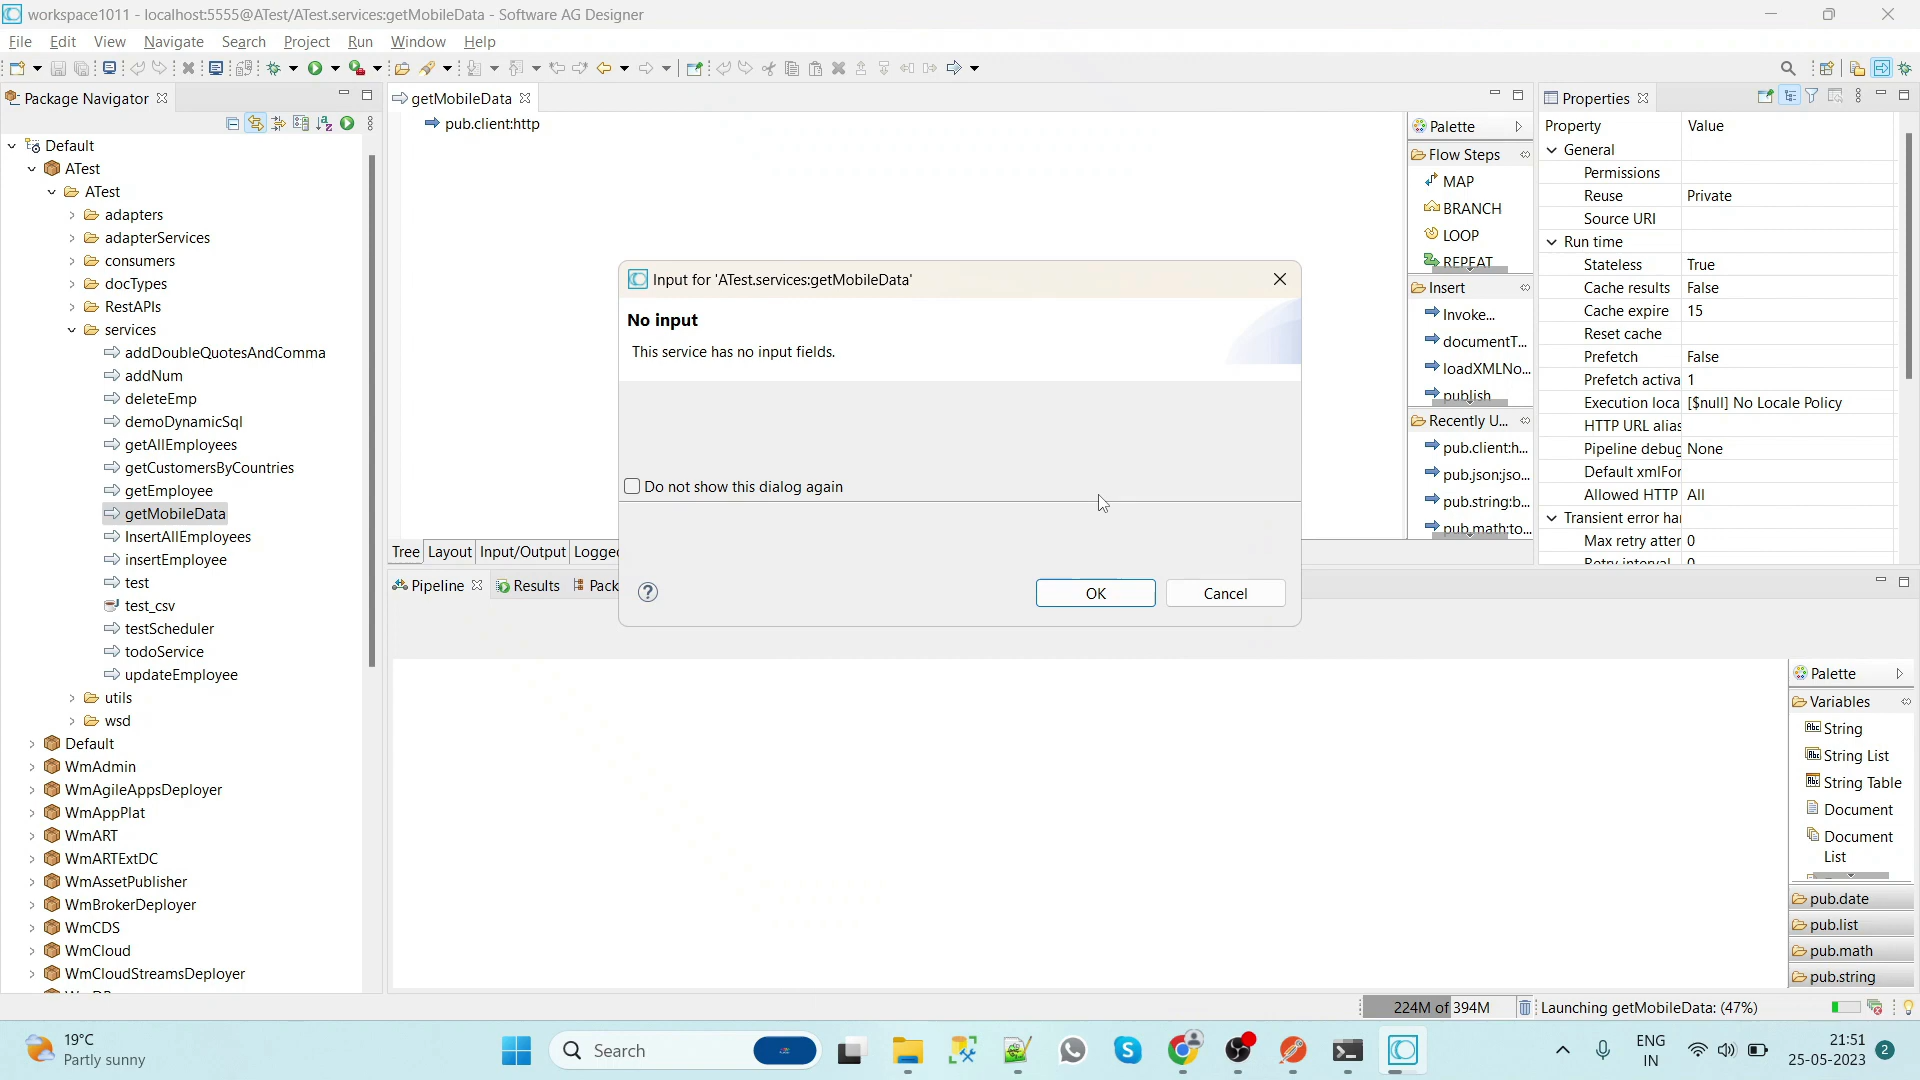 workspace1011 - localhost:5555@ATest/ATest.services:getMobileData - Software AG Designer
File Edit View Navigate Search Project Run Window Help
Package Navigator
Default
ATest
ATest
adapters
adapterServices
consumers
docTypes
RestAPIs
services
addDoubleQuotesAndComma
addNum
deleteEmp
demoDynamicSql
getAllEmployees
getCustomersByCountries
getEmployee
getMobileData
InsertAllEmployees
insertEmployee
test
test_csv
testScheduler
todoService
updateEmployee
utils
wsd
Default
WmAdmin
WmAgileAppsDeployer
WmAppPlat
WmART
WmARTExtDC
WmAssetPublisher
WmBrokerDeployer
WmCDS
WmCloud
WmCloudStreamsDeployer
getMobileData
pub.client:http
Tree Layout Input/Output Logge
Palette
Flow Steps
MAP
BRANCH
LOOP
REPEAT
Insert
Invoke...
documentT...
loadXMLNo...
publish
Recently U...
pub.client:h...
pub.json:jso...
pub.string:b...
pub.math:to...
Properties
Property Value
General
Permissions
Reuse Private
Source URI
Run time
Stateless True
Cache results False
Cache expire 15
Reset cache
Prefetch False
Prefetch activa 1
Execution loca [$null] No Locale Policy
HTTP URL alias
Pipeline debug None
Default xmlFor
Allowed HTTP All
Transient error hai
Max retry atter 0
Retry interval 0
Input for 'ATest.services:getMobileData'
No input
This service has no input fields.
Do not show this dialog again
OK Cancel
Pipeline Results Pack
Palette
Variables
String
String List
String Table
Document
Document
List
pub.date
pub.list
pub.math
pub.string
224M of 394M Launching getMobileData: (47%)
19°C
Partly sunny
Search
ENG
IN
21:51
25-05-2023
2